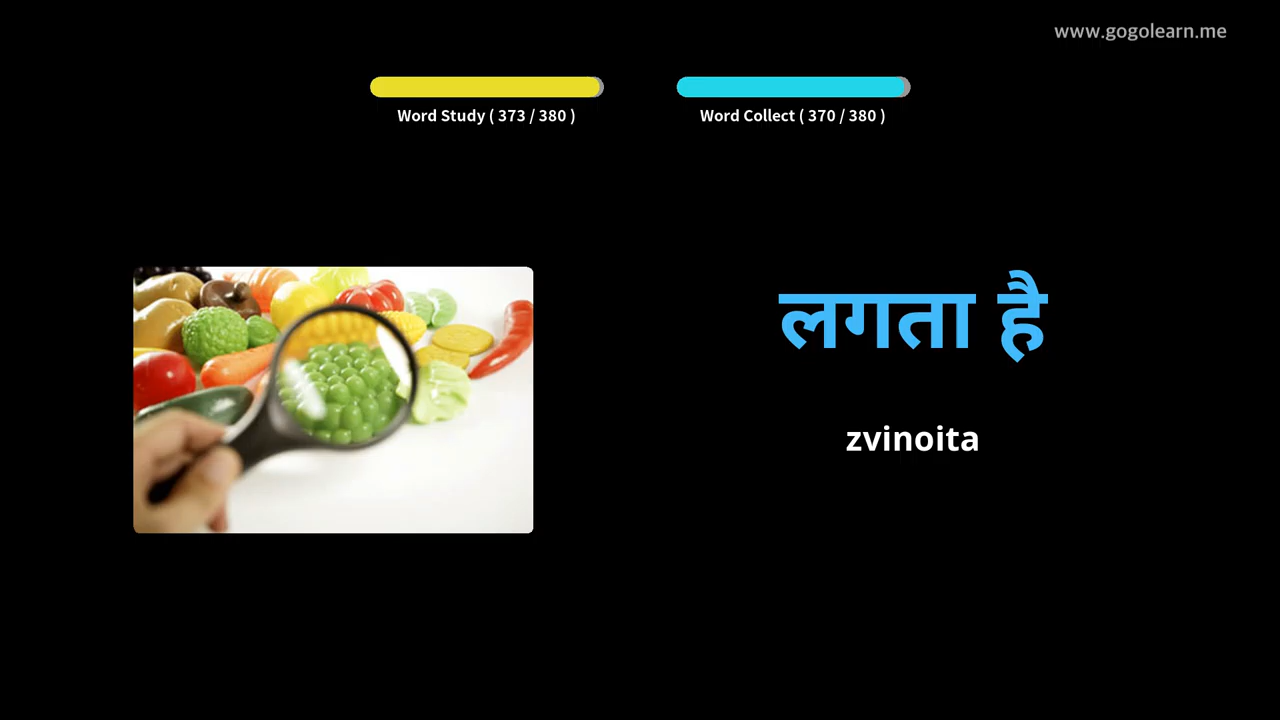 www.gogolearn.me
Word Study ( 373 / 380 )
Word Collect ( 370 / 380 )
लगता है
zvinoita